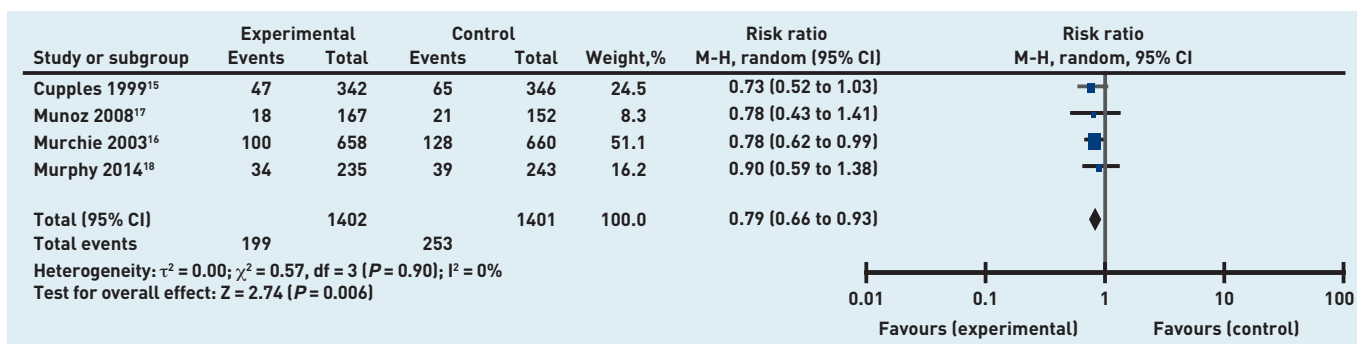 Experimental Control Risk ratio Risk ratio
Study or subgroup Events Total Events Total Weight,% M-H, random (95% CI) M-H, random, 95% CI
Cupples 1999¹⁵ 47 342 65 346 24.5 0.73 (0.52 to 1.03)
Munoz 2008¹⁷ 18 167 21 152 8.3 0.78 (0.43 to 1.41)
Murchie 2003¹⁶ 100 658 128 660 51.1 0.78 (0.62 to 0.99)
Murphy 2014¹⁸ 34 235 39 243 16.2 0.90 (0.59 to 1.38)
Total (95% CI) 1402 1401 100.0 0.79 (0.66 to 0.93)
Total events 199 253
Heterogeneity: τ² = 0.00; χ² = 0.57, df = 3 (P = 0.90); I² = 0%
Test for overall effect: Z = 2.74 (P = 0.006)
0.01 0.1 1 10 100
Favours (experimental) Favours (control)